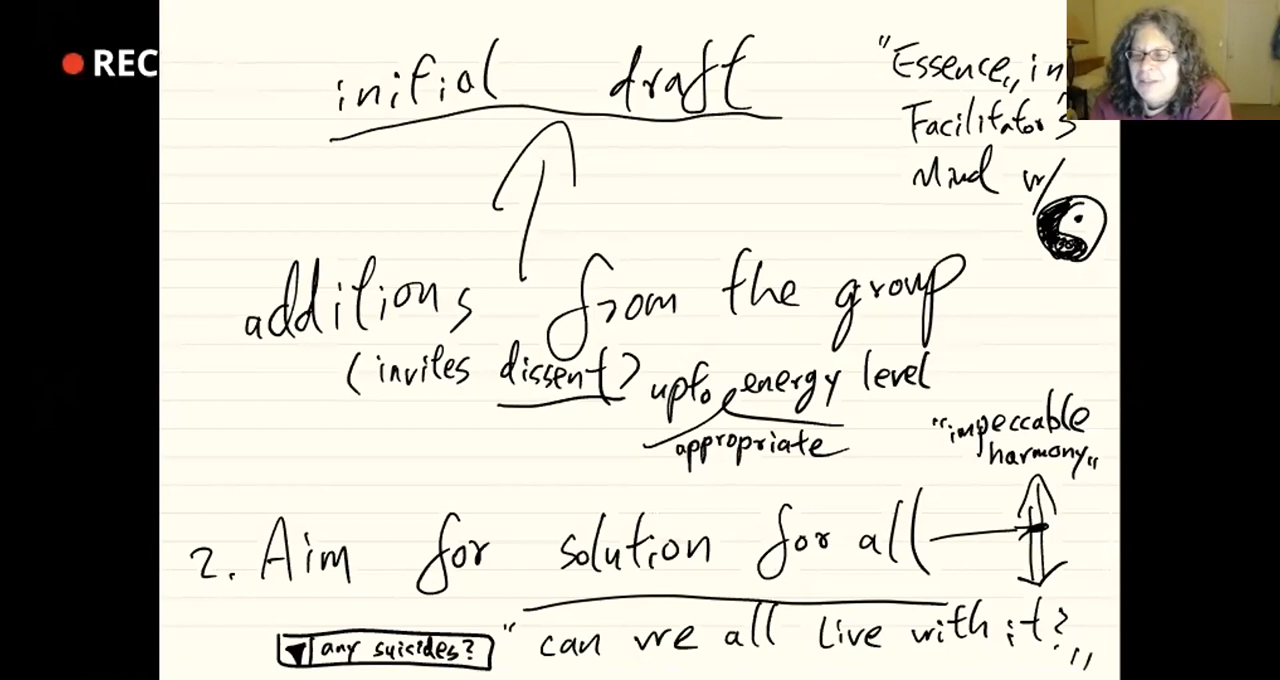 REC
initial draft
"Essence,, in
Facilitator's
Mind w/
additions from the group
(invites dissent) upto energy level
appropriate
"impeccable
harmony"
2. Aim for solution for all
"can we all live with it?"
any suicides?